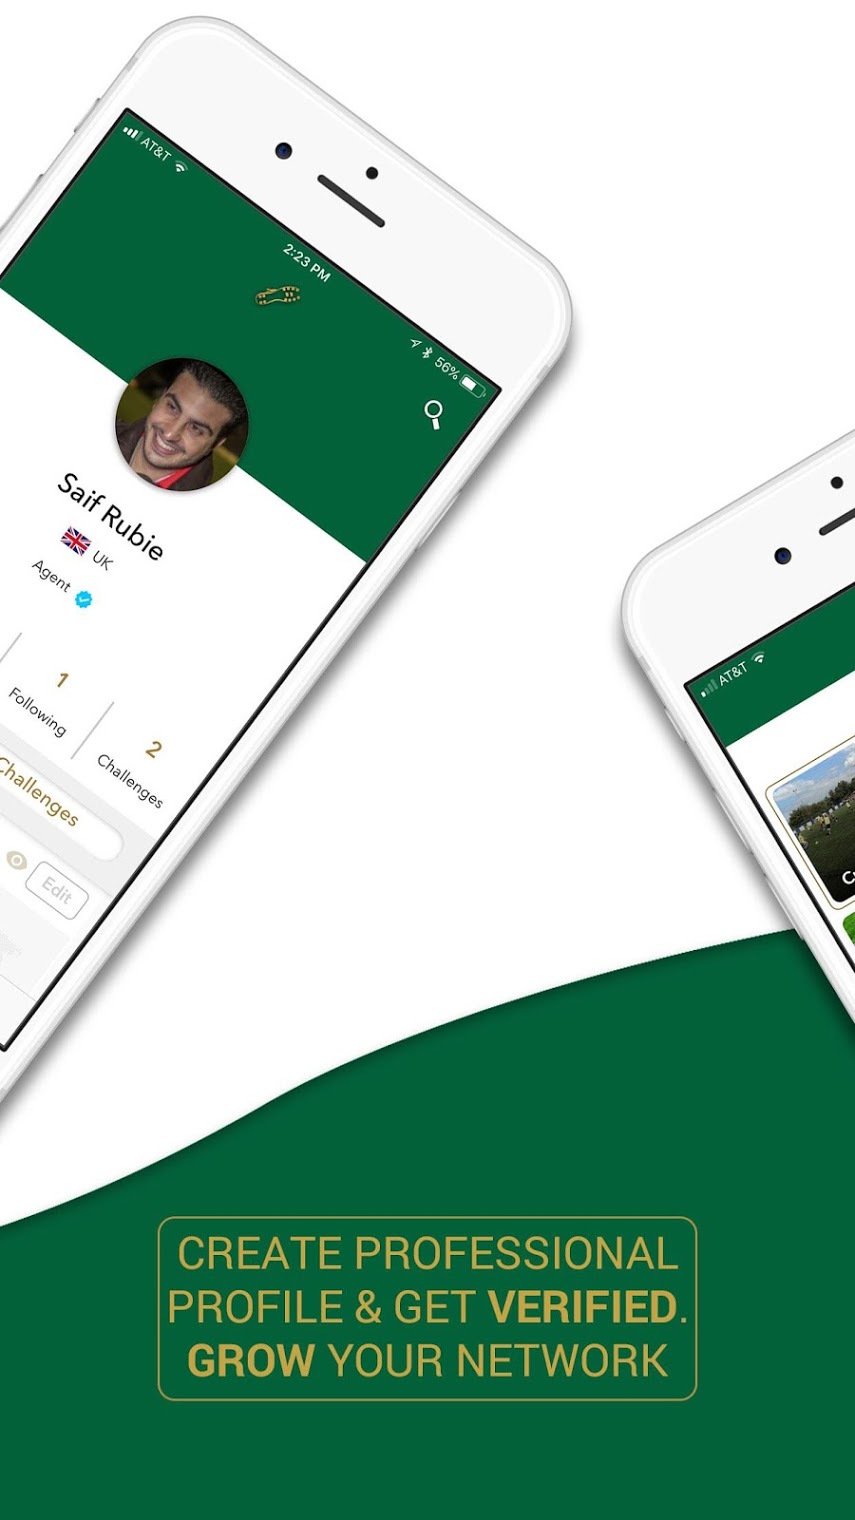 AT&T
2:23 PM
56%
Saif Rubie
UK
Agent
1
Following
2
Challenges
Challenges
Edit
AT&T
CREATE PROFESSIONAL
PROFILE & GET VERIFIED.
GROW YOUR NETWORK